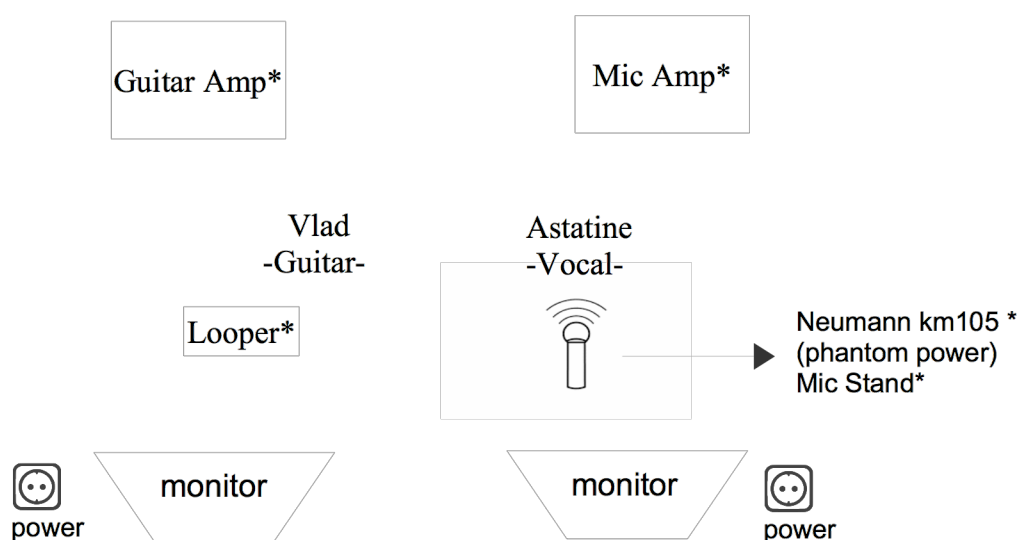 Guitar Amp*
Mic Amp*
Vlad
-Guitar-
Astatine
-Vocal-
Looper*
Neumann km105 *
(phantom power)
Mic Stand*
monitor
monitor
power
power